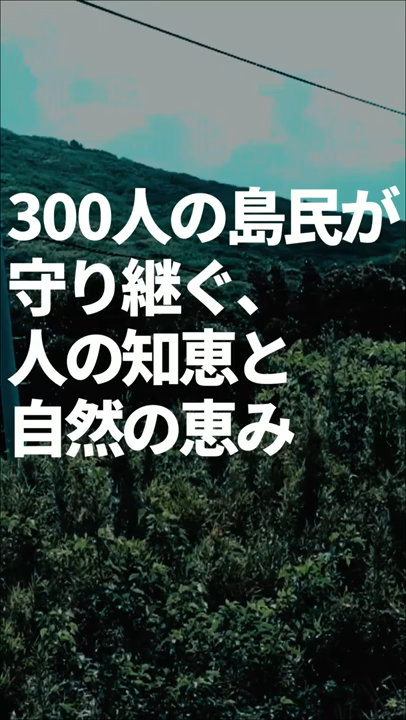 300人の島民が
守り継ぐ、
人の知恵と
自然の恵み